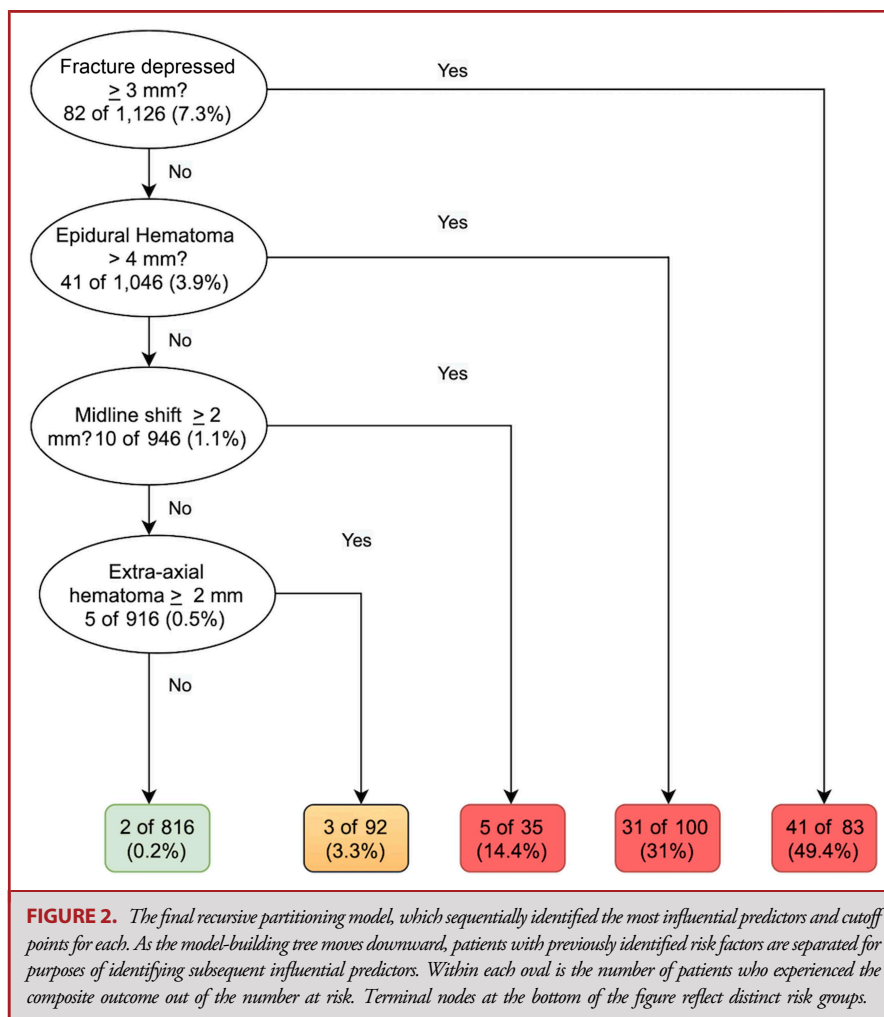 Fracture depressed
≥ 3 mm?
82 of 1,126 (7.3%)
Yes
No
Epidural Hematoma
> 4 mm?
41 of 1,046 (3.9%)
Yes
No
Midline shift ≥ 2
mm? 10 of 946 (1.1%)
Yes
No
Extra-axial
hematoma ≥ 2 mm
5 of 916 (0.5%)
Yes
No
2 of 816
(0.2%)
3 of 92
(3.3%)
5 of 35
(14.4%)
31 of 100
(31%)
41 of 83
(49.4%)
FIGURE 2. The final recursive partitioning model, which sequentially identified the most influential predictors and cutoff
points for each. As the model-building tree moves downward, patients with previously identified risk factors are separated for
purposes of identifying subsequent influential predictors. Within each oval is the number of patients who experienced the
composite outcome out of the number at risk. Terminal nodes at the bottom of the figure reflect distinct risk groups.